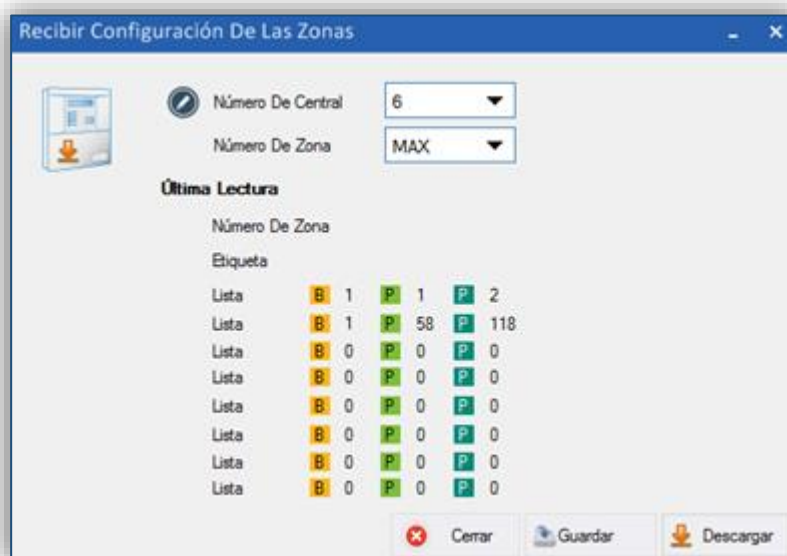 Recibir Configuración De Las Zonas
Número De Central 6
Número De Zona MAX
Última Lectura
Número De Zona
Etiqueta
Lista B 1 P 1 P 2
Lista B 1 P 58 P 118
Lista B 0 P 0 P 0
Lista B 0 P 0 P 0
Lista B 0 P 0 P 0
Lista B 0 P 0 P 0
Lista B 0 P 0 P 0
Lista B 0 P 0 P 0
Cerrar Guardar Descargar